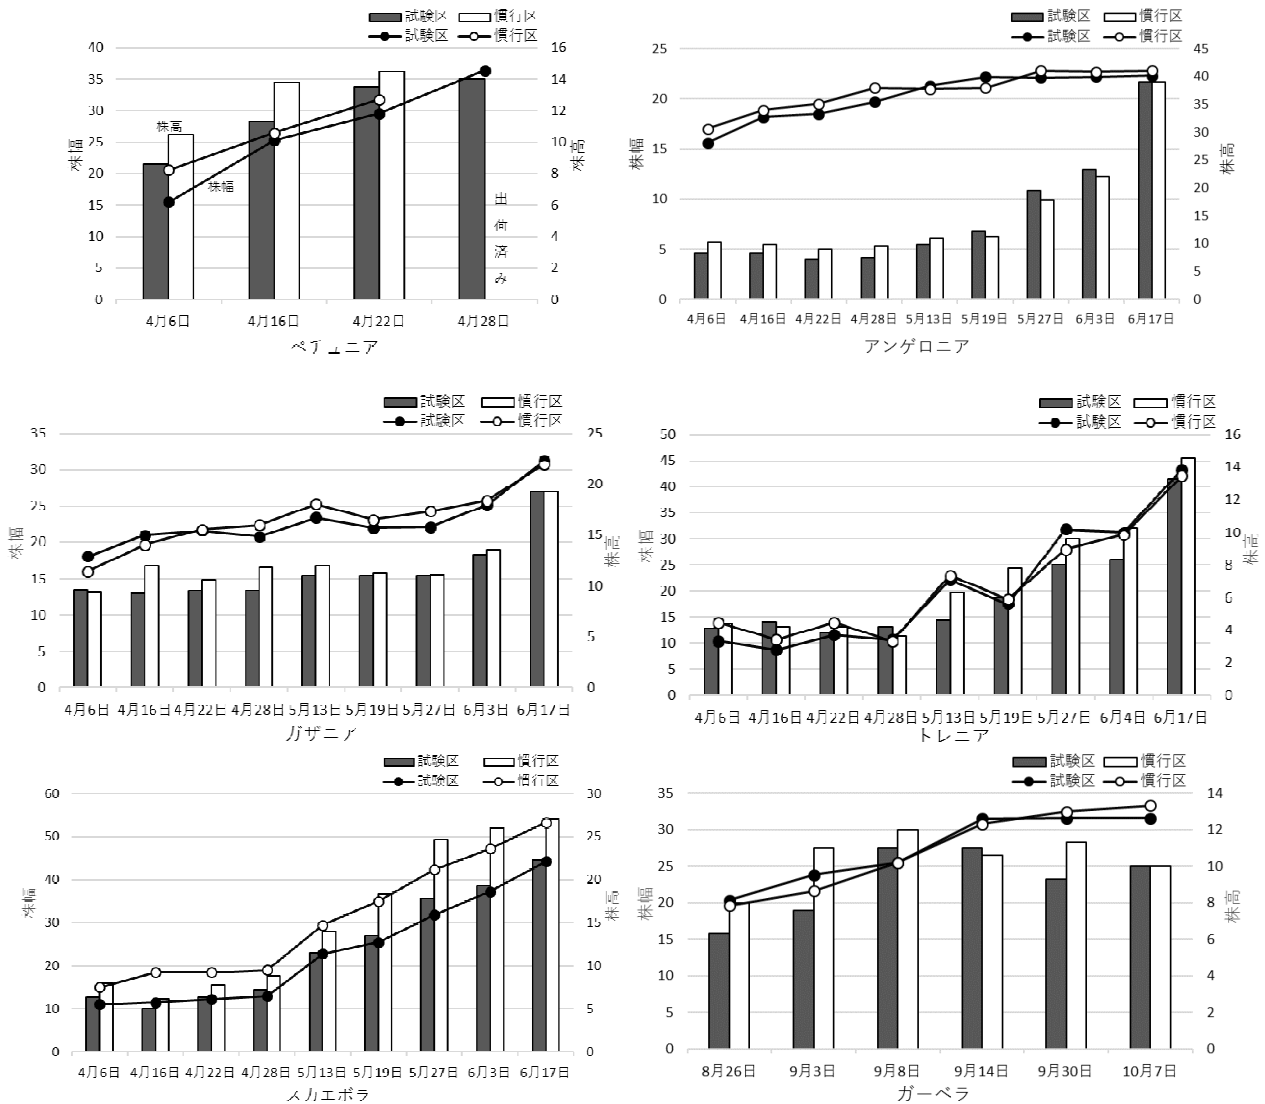 試験区 慣行区
試験区 慣行区
40 35 30 25 20 15 10 5 0
株幅
16 14 12 10 8 6 4 2 0
株高
株高
株幅
出荷済み
4月6日 4月16日 4月22日 4月28日
ペチュニア
試験区 慣行区
試験区 慣行区
25 20 15 10 5 0
株幅
45 40 35 30 25 20 15 10 5 0
株高
4月6日 4月16日 4月22日 4月28日 5月13日 5月19日 5月27日 6月3日 6月17日
アンゲロニア
試験区 慣行区
試験区 慣行区
35 30 25 20 15 10 5 0
株幅
25 20 15 10 5 0
株高
4月6日 4月16日 4月22日 4月28日 5月13日 5月19日 5月27日 6月3日 6月17日
ガザニア
試験区 慣行区
試験区 慣行区
50 45 40 35 30 25 20 15 10 5 0
株幅
16 14 12 10 8 6 4 2 0
株高
4月6日 4月16日 4月22日 4月28日 5月13日 5月19日 5月27日 6月4日 6月17日
トレニア
試験区 慣行区
試験区 慣行区
60 50 40 30 20 10 0
株幅
30 25 20 15 10 5 0
株高
4月6日 4月16日 4月22日 4月28日 5月13日 5月19日 5月27日 6月3日 6月17日
スカエボラ
試験区 慣行区
試験区 慣行区
35 30 25 20 15 10 5 0
株幅
14 12 10 8 6 4 2 0
株高
8月26日 9月3日 9月8日 9月14日 9月30日 10月7日
ガーベラ